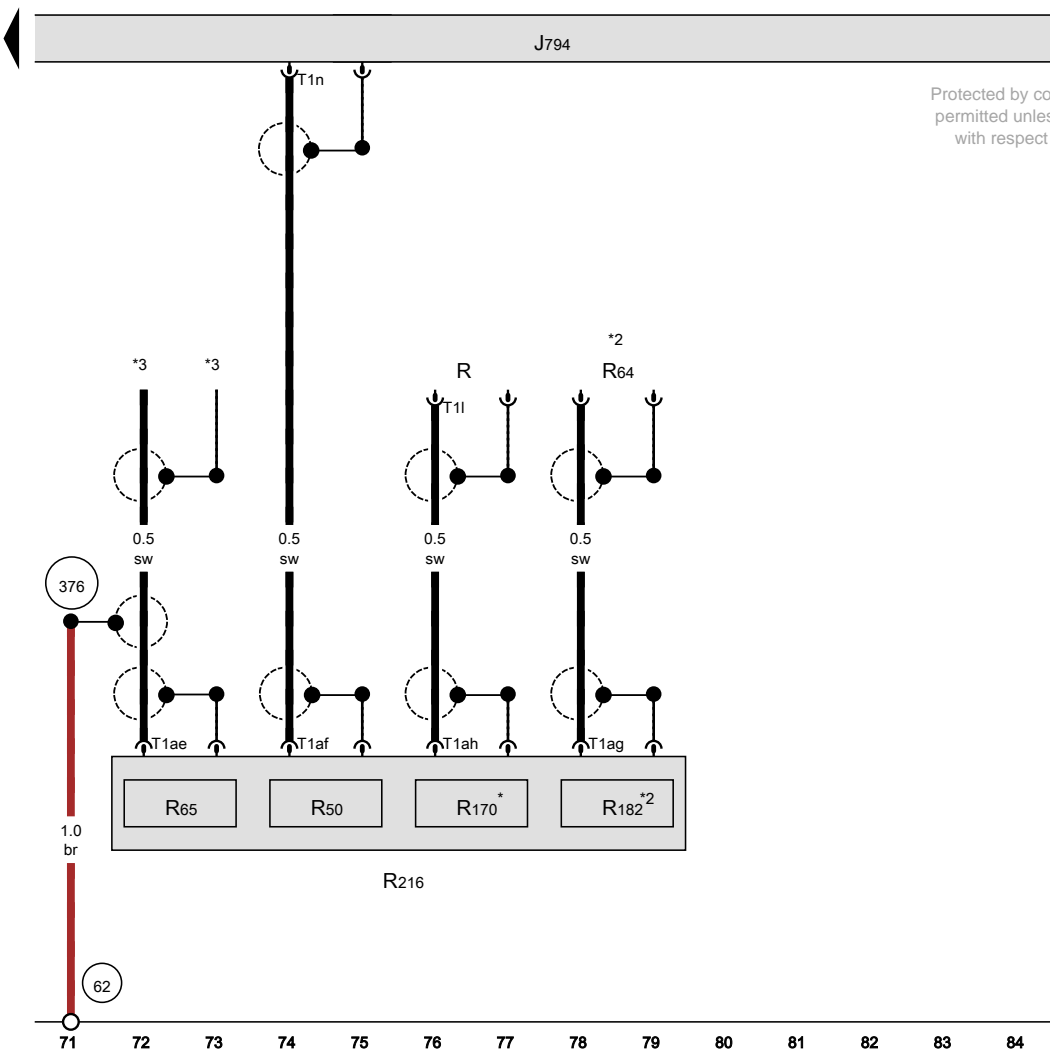 J794
T1n
Protected by co
permitted unles
with respect
*2
*3
*3
R
R64
T1l
0.5
sw
0.5
sw
0.5
sw
0.5
sw
376
T1ae
T1af
T1ah
T1ag
R65
R50
R170*
R182*2
1.0
br
R216
62
71 72 73 74 75 76 77 78 79 80 81 82 83 84